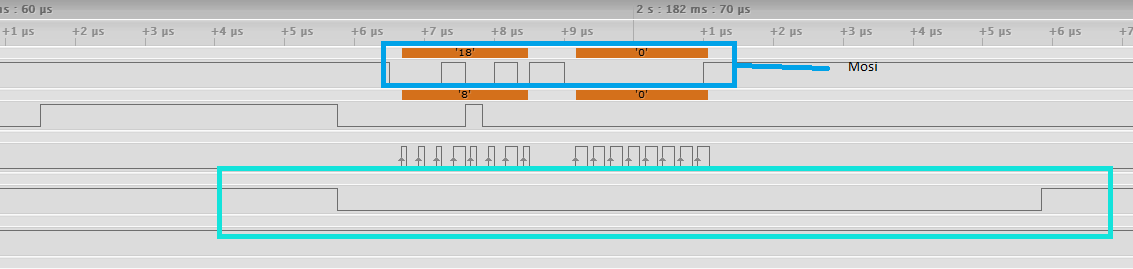 ms : 60 µs
2 s : 182 ms : 70 µs
+1 µs +2 µs +3 µs +4 µs +5 µs +6 µs +7 µs +8 µs +9 µs +1 µs +2 µs +3 µs +4 µs +5 µs +6 µs +7
'18' '0'
Mosi
'8' '0'